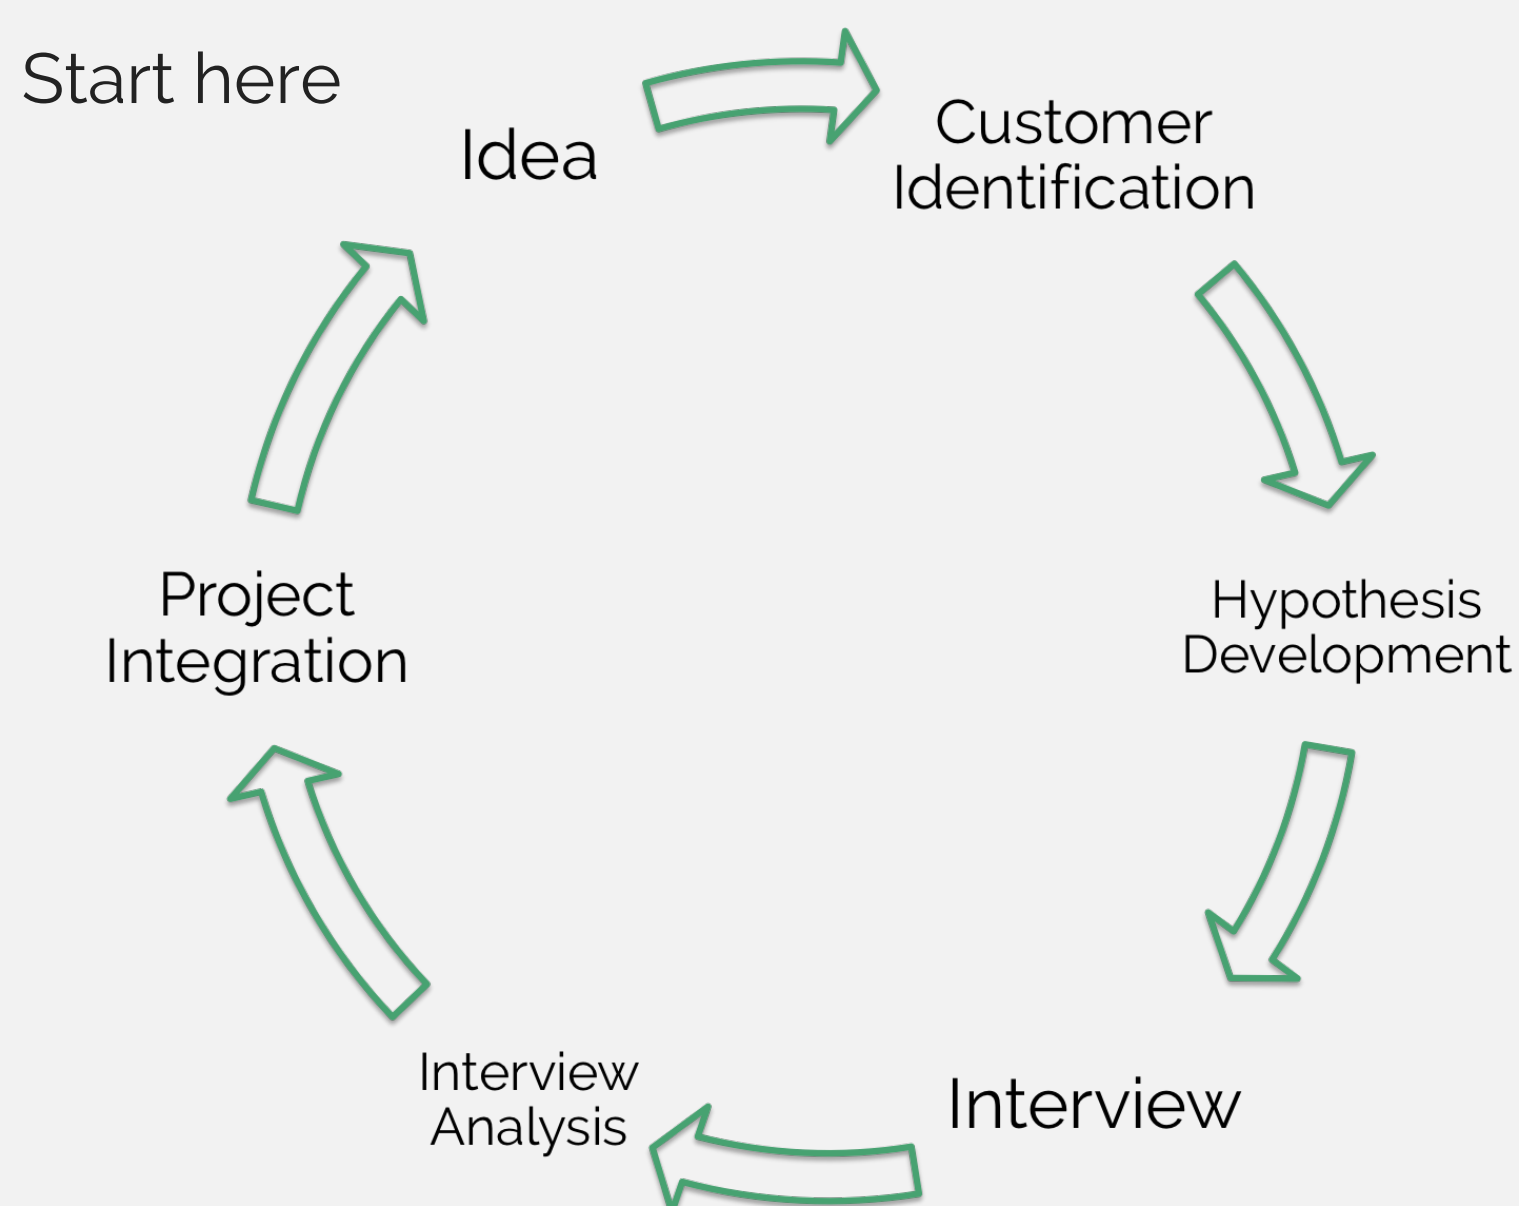 Start here
Idea
Customer
Identification
Hypothesis
Development
Interview
Interview
Analysis
Project
Integration